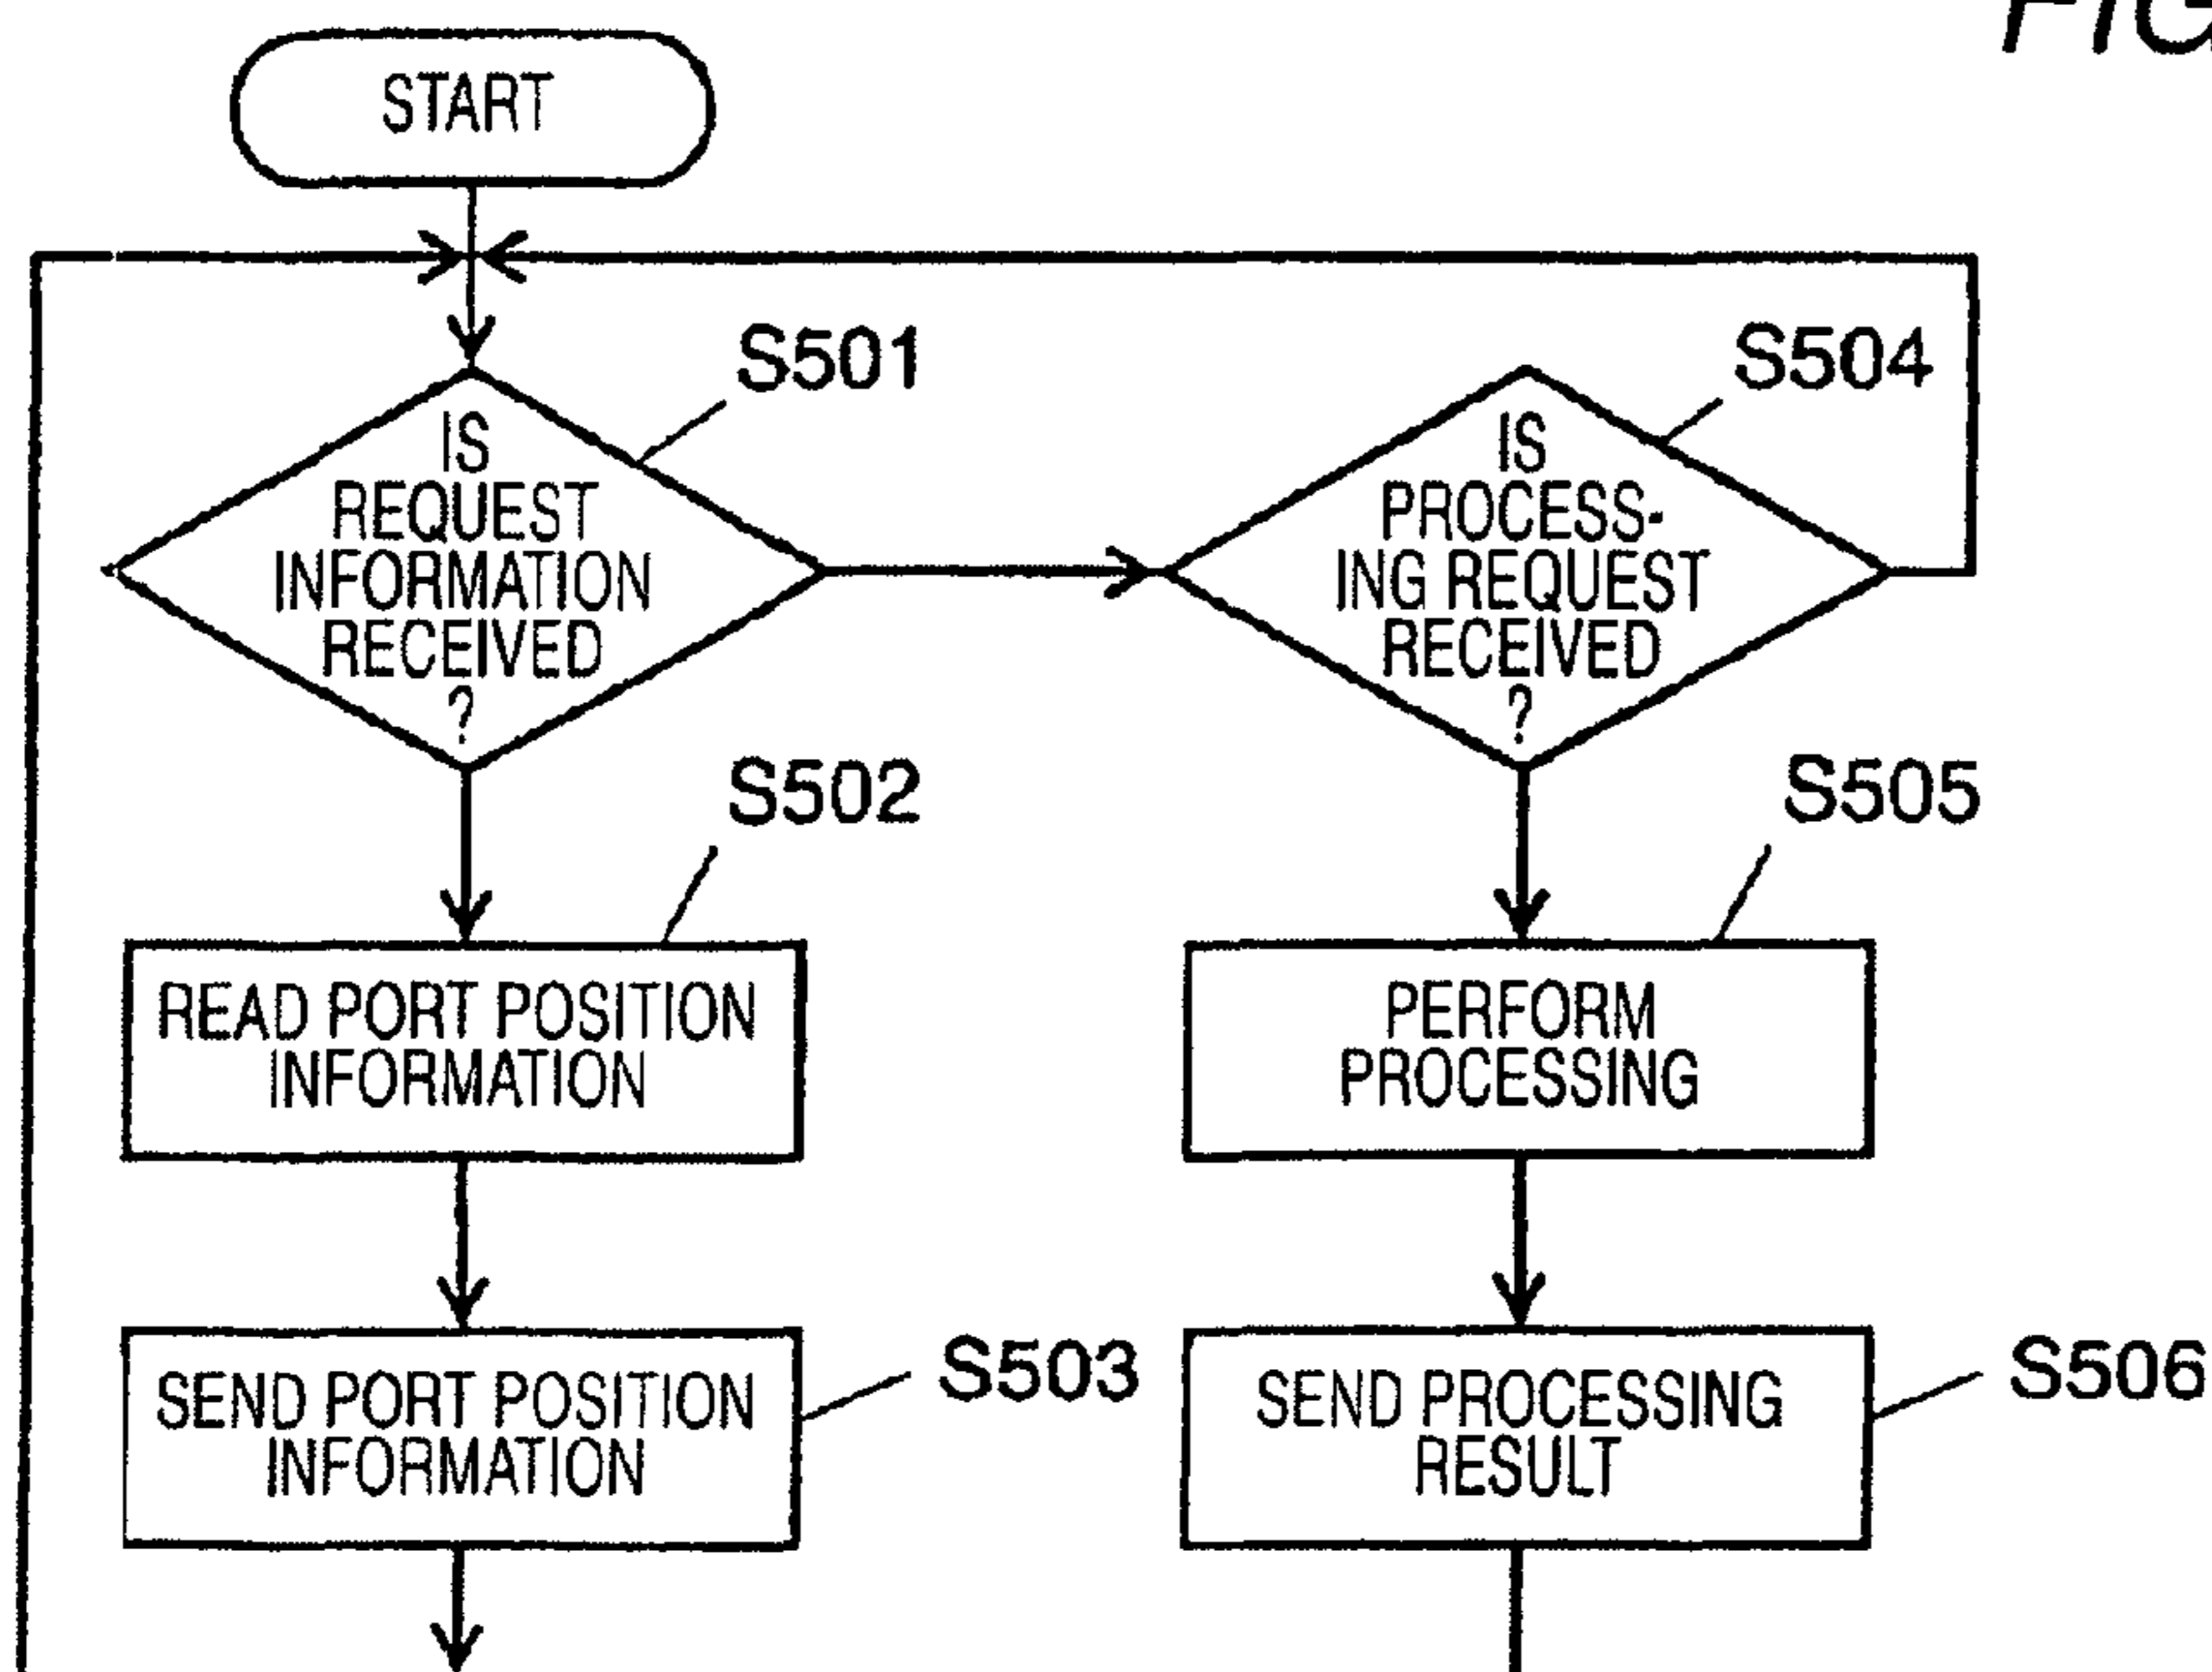 FIG
START
S501
IS
REQUEST
INFORMATION
RECEIVED
?
S504
IS
PROCESS-
ING REQUEST
RECEIVED
?
S502
READ PORT POSITION
INFORMATION
S505
PERFORM
PROCESSING
SEND PORT POSITION
INFORMATION
S503
SEND PROCESSING
RESULT
S506